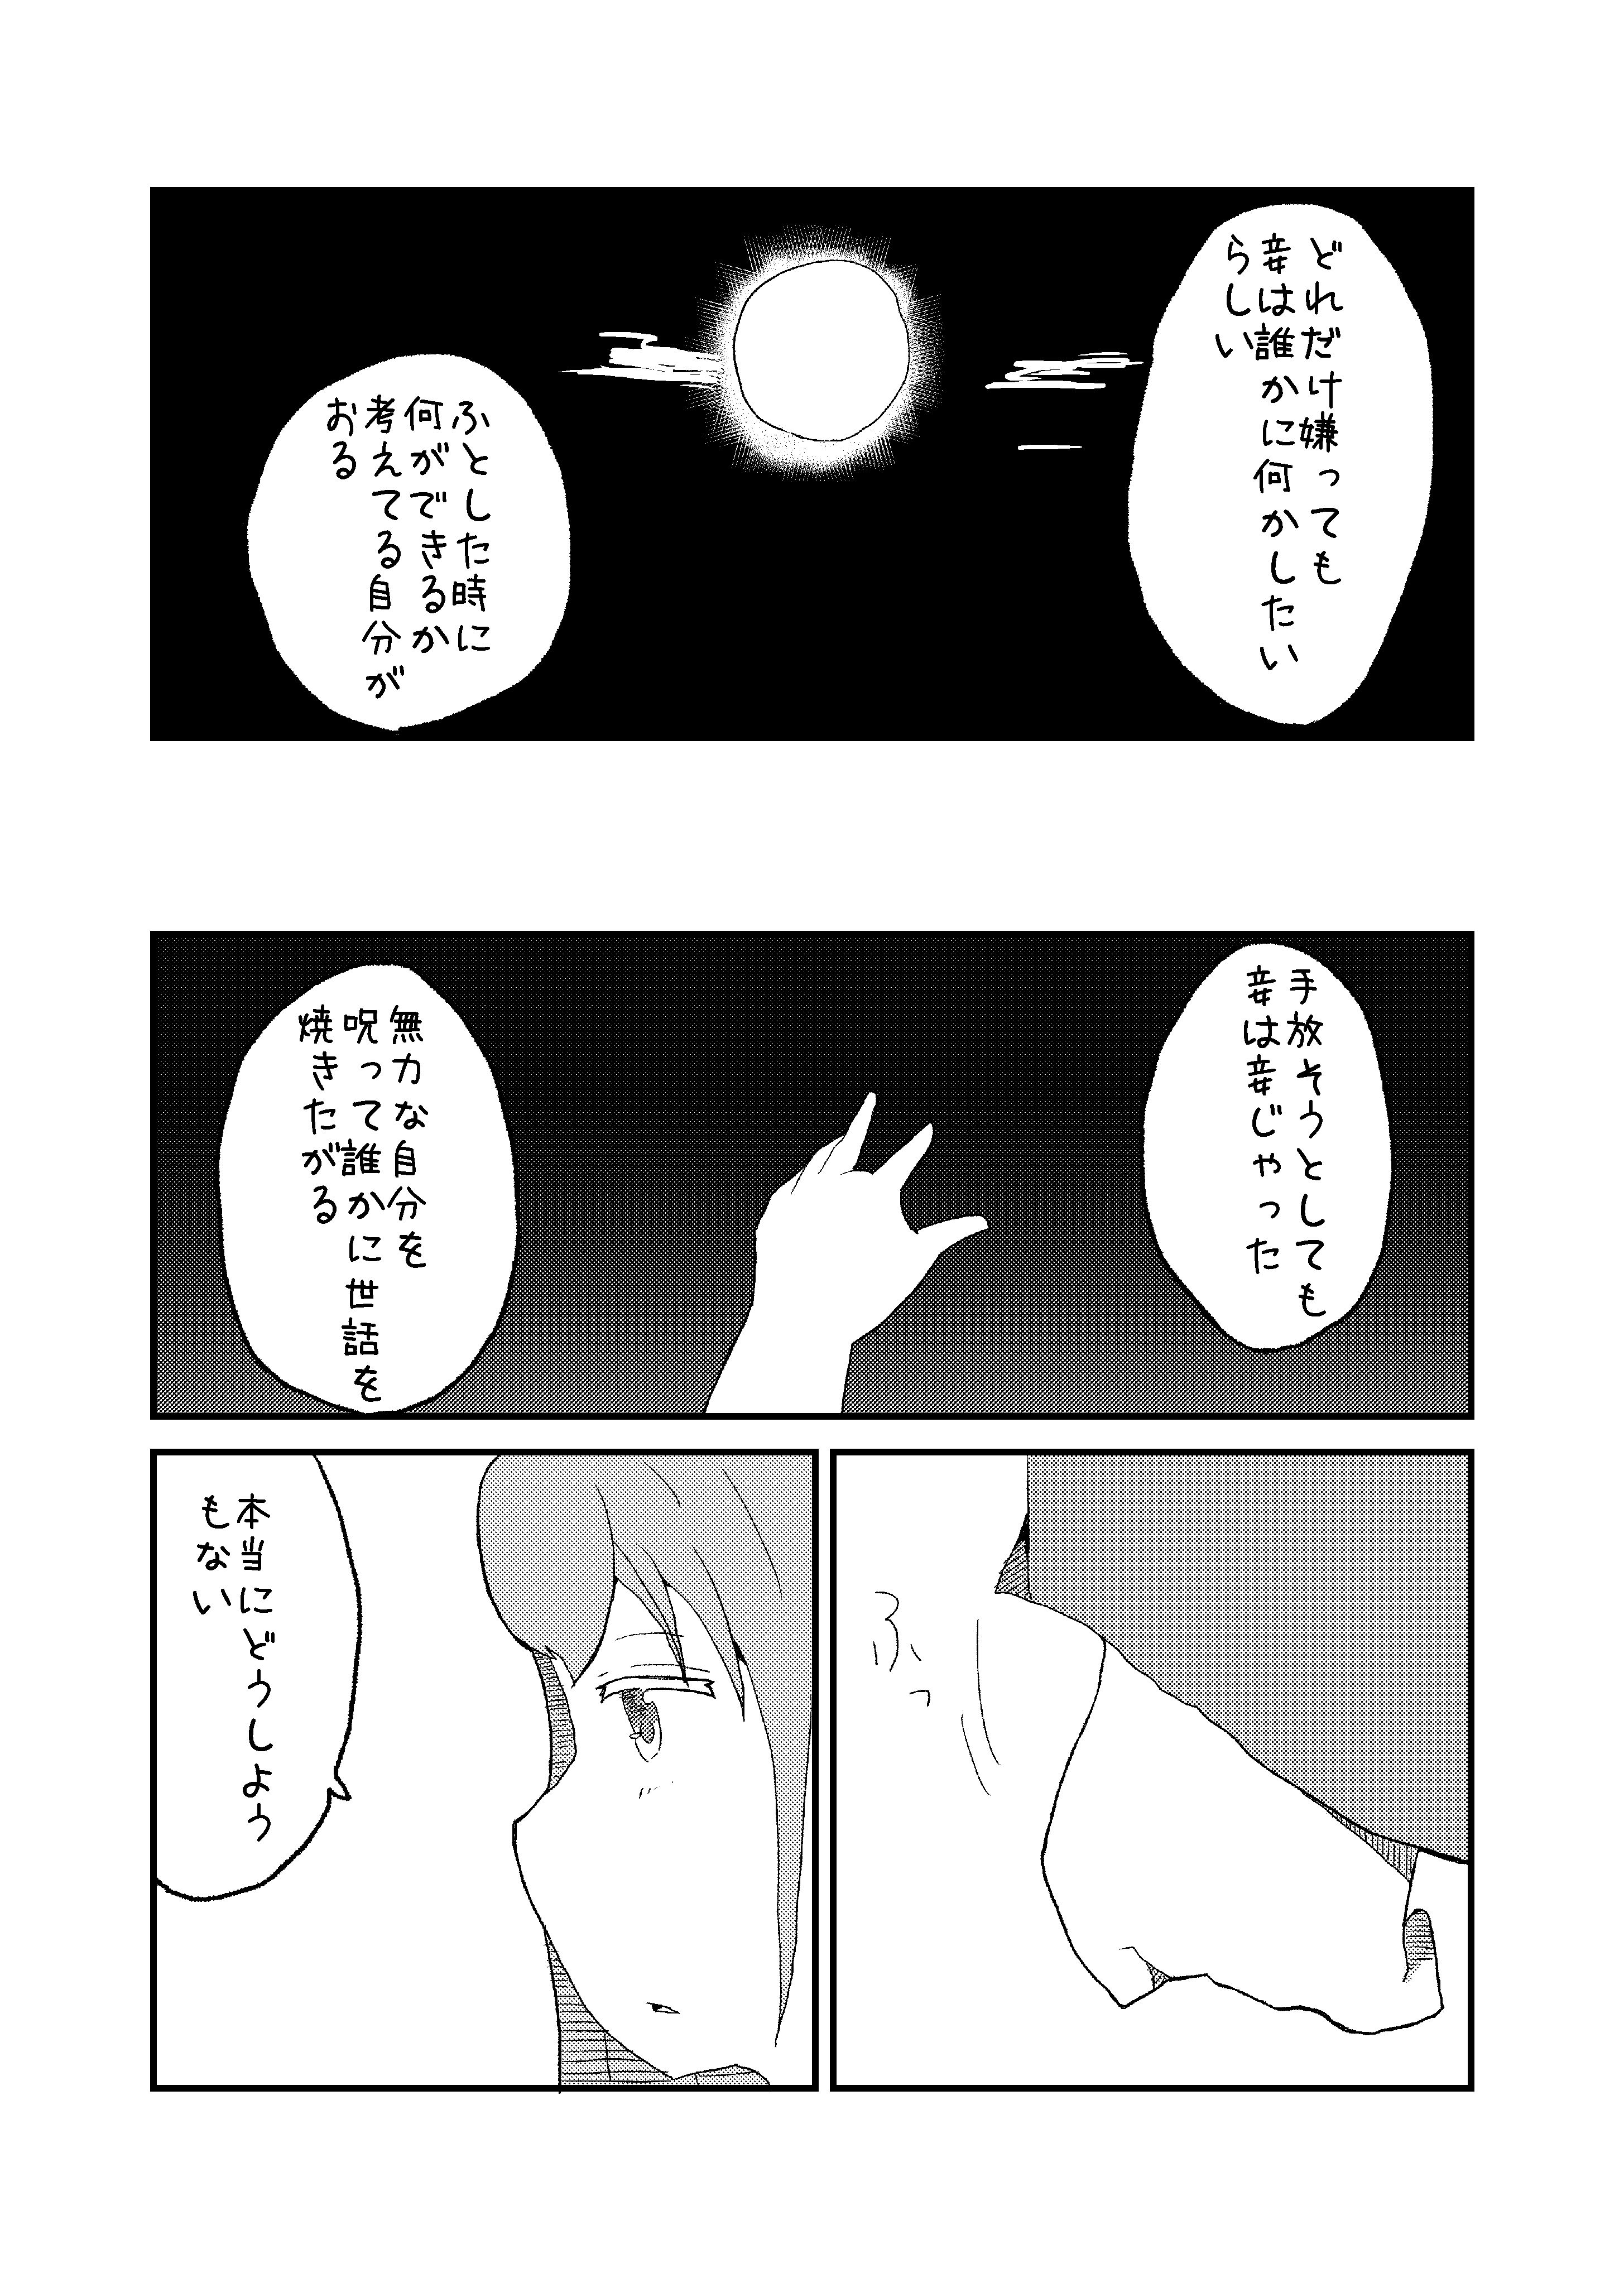 どれだけ嫌っても
妾は誰かに何かしたい
らしい
ふとした時に
何ができるか
考えてる自分が
おる
手放そうとしても
妾は妾じゃった
無力な自分を
呪って誰かに世話を
焼きたがる
ふぃ
本当にどうしよう
もない